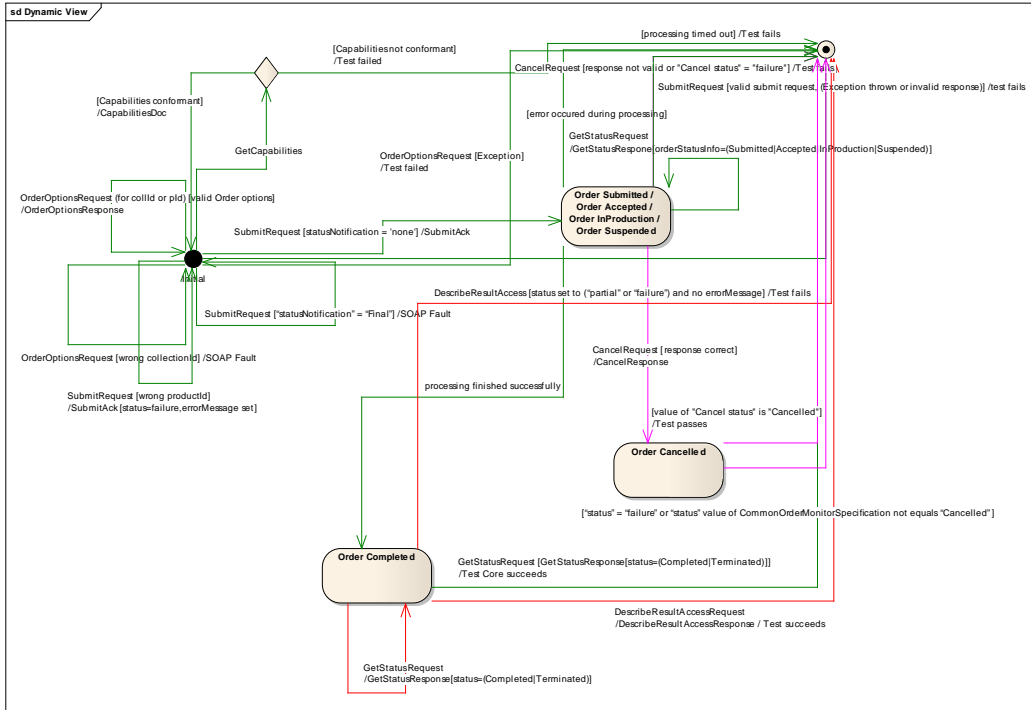 sd Dynamic View
[processing timed out] /Test fails
[Capabilities not conformant]
/Test failed
CancelRequest [response not valid or "Cancel status" = "failure"] /Test fails
SubmitRequest [valid submit request, (Exception thrown or invalid response)] /test fails
[Capabilities conformant]
/CapabilitiesDoc
[error occured during processing]
GetStatusRequest
/GetStatusRespone[orderStatusInfo=(Submitted|Accepted|InProduction|Suspended)]
GetCapabilities
OrderOptionsRequest [Exception]
/Test failed
OrderOptionsRequest (for collId or pId) [valid Order options]
/OrderOptionsResponse
Order Submitted /
Order Accepted /
Order InProduction /
Order Suspended
SubmitRequest [statusNotification = 'none'] /SubmitAck
/Initial
DescribeResultAccess [status set to ("partial" or "failure") and no errorMessage] /Test fails
SubmitRequest ["statusNotification" = "Final"] /SOAP Fault
OrderOptionsRequest [wrong collectionId] /SOAP Fault
CancelRequest [response correct]
/CancelResponse
processing finished successfully
SubmitRequest [wrong productId]
/SubmitAck [status=failure,errorMessage set]
[value of "Cancel status" is "Cancelled"]
/Test passes
Order Cancelled
["status" = "failure" or "status" value of CommonOrderMonitorSpecification not equals "Cancelled" ]
Order Completed
GetStatusRequest [GetStatusResponse[status=(Completed|Terminated)]]
/Test Core succeeds
DescribeResultAccessRequest
/DescribeResultAccessResponse / Test succeeds
GetStatusRequest
/GetStatusResponse[status=(Completed|Terminated)]